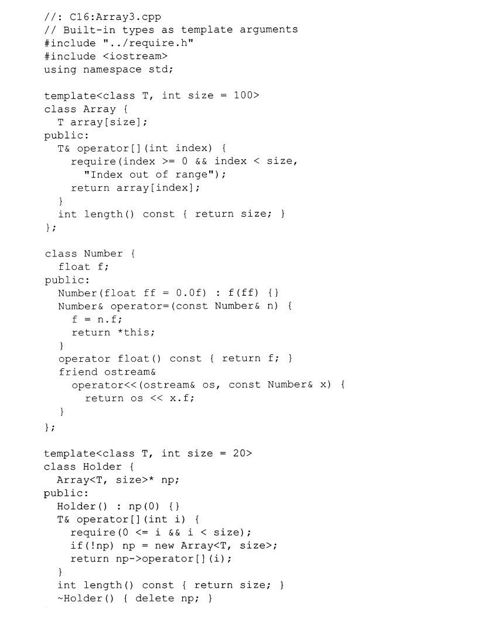 //: C16:Array3.cpp
// Built-in types as template arguments
#include "../require.h"
#include <iostream>
using namespace std;

template<class T, int size = 100>
class Array {
  T array[size];
public:
  T& operator[](int index) {
    require(index >= 0 && index < size,
      "Index out of range");
    return array[index];
  }
  int length() const { return size; }
};

class Number {
  float f;
public:
  Number(float ff = 0.0f) : f(ff) {}
  Number& operator=(const Number& n) {
    f = n.f;
    return *this;
  }
  operator float() const { return f; }
  friend ostream&
    operator<<(ostream& os, const Number& x) {
      return os << x.f;
  }
};

template<class T, int size = 20>
class Holder {
  Array<T, size>* np;
public:
  Holder() : np(0) {}
  T& operator[](int i) {
    require(0 <= i && i < size);
    if(!np) np = new Array<T, size>;
    return np->operator[](i);
  }
  int length() const { return size; }
  ~Holder() { delete np; }